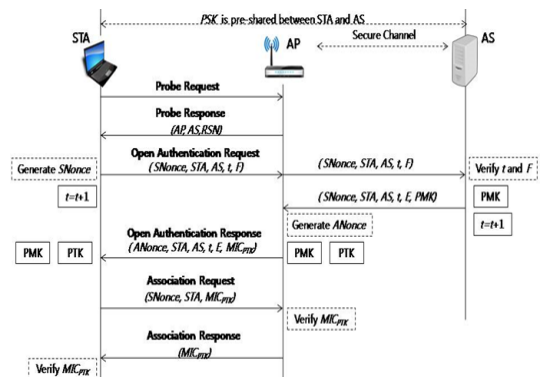 PSK is pre-shared between STA and AS
STA
AP
Secure Channel
AS
Probe Request
Probe Response
(AP, AS,RSN)
Open Authentication Request
Generate SNonce
(SNonce, STA, AS, t, F)
(SNonce, STA, AS, t, F)
Verify t and F
t=t+1
(SNonce, STA, AS, t, E, PMK)
PMK
Generate ANonce
t=t+1
Open Authentication Response
(ANonce, STA, AS, t, E, MICPTK)
PMK
PTK
PMK
PTK
Association Request
(SNonce, STA, MICPTK)
Verify MICPTK
Association Response
(MICPTK)
Verify MICPTK